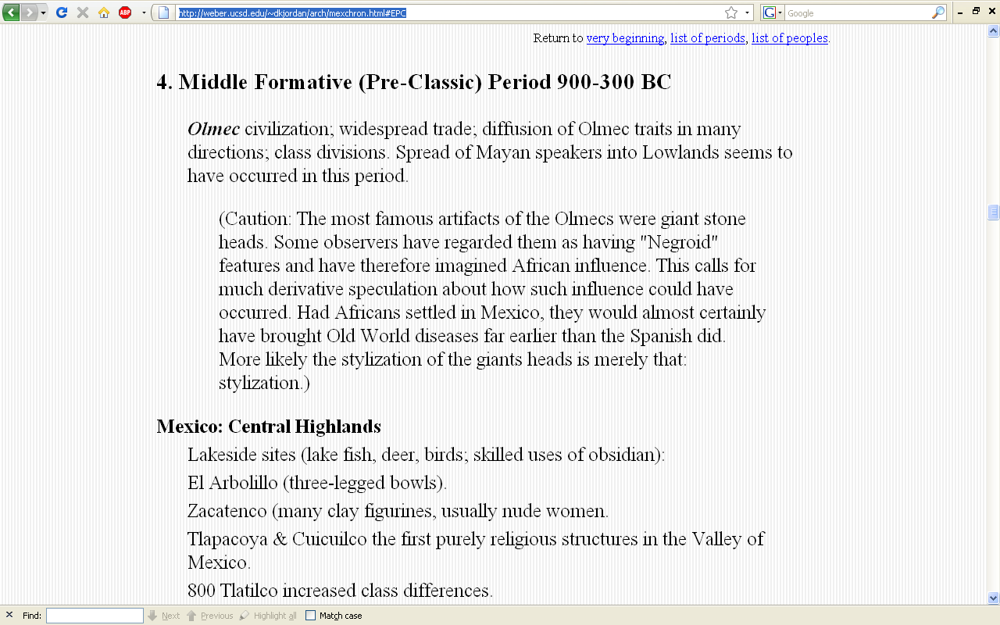 ABP
http://weber.ucsd.edu/~dkjordan/arch/mexchron.html#EPC
G
Google
Return to very beginning, list of periods, list of peoples.
4. Middle Formative (Pre-Classic) Period 900-300 BC
Olmec civilization; widespread trade; diffusion of Olmec traits in many
directions; class divisions. Spread of Mayan speakers into Lowlands seems to
have occurred in this period.
(Caution: The most famous artifacts of the Olmecs were giant stone
heads. Some observers have regarded them as having "Negroid"
features and have therefore imagined African influence. This calls for
much derivative speculation about how such influence could have
occurred. Had Africans settled in Mexico, they would almost certainly
have brought Old World diseases far earlier than the Spanish did.
More likely the stylization of the giants heads is merely that:
stylization.)
Mexico: Central Highlands
Lakeside sites (lake fish, deer, birds; skilled uses of obsidian):
El Arbolillo (three-legged bowls).
Zacatenco (many clay figurines, usually nude women.
Tlapacoya & Cuicuilco the first purely religious structures in the Valley of
Mexico.
800 Tlatilco increased class differences.
Find:
Next
Previous
Highlight all
Match case